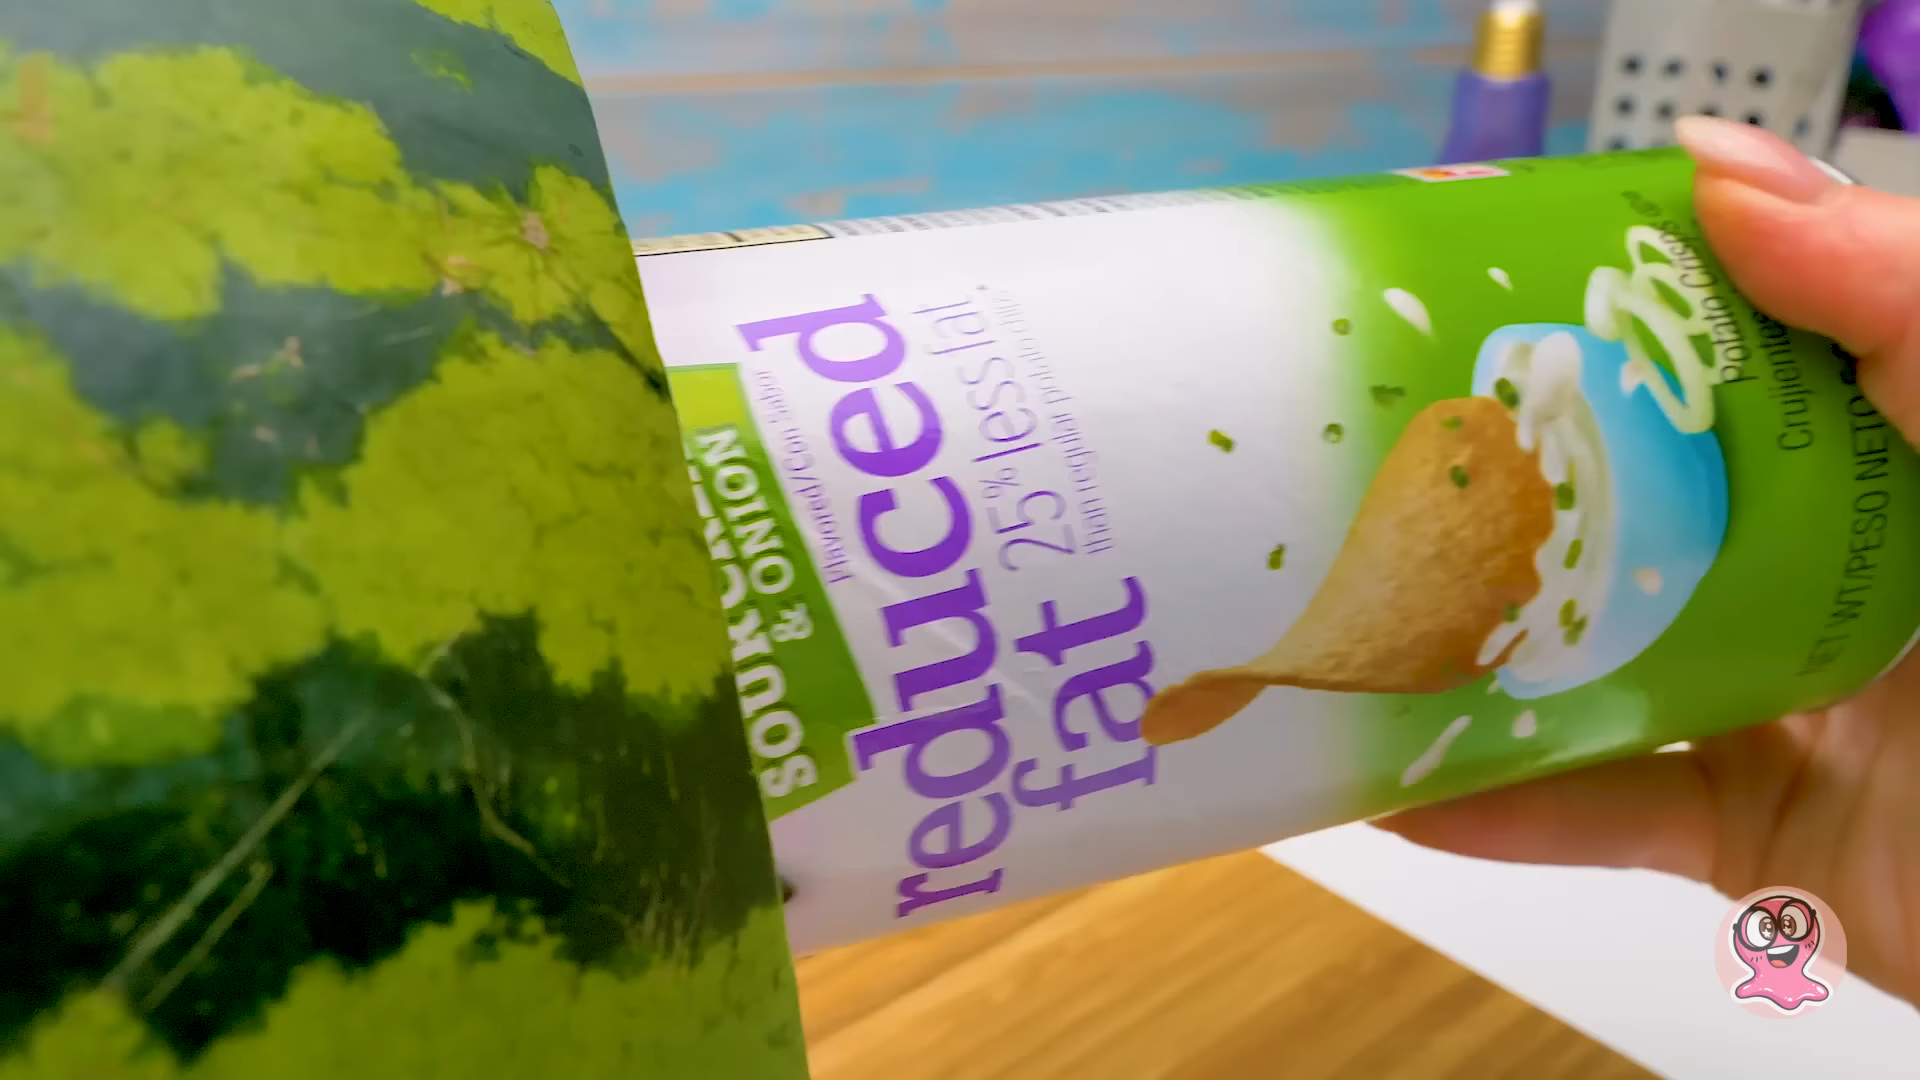 SOUR CREAM
& ONION
Flavored/Con Sabor
reduced
fat
25% less fat*
than regular potato chips
Potato Crisps
Crujientes
NET WT/PESO NETO